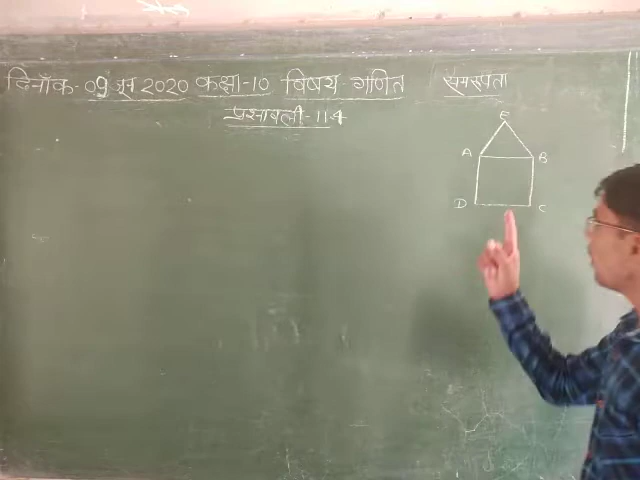 दिनाँक- 09 जून 2020 कक्षा-10 विषय गणित समरूपता
प्रश्नावली-11.4
E
A B
D C